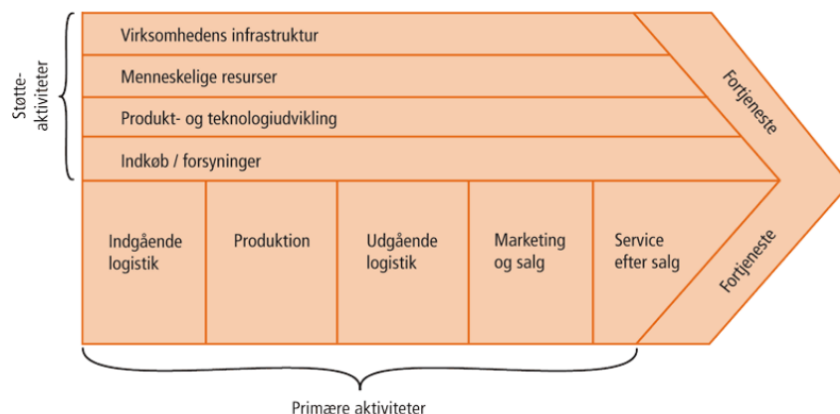 Støtte-
aktiviteter
Virksomhedens infrastruktur
Menneskelige resurser
Produkt- og teknologiudvikling
Indkøb / forsyninger
Indgående
logistik
Produktion
Udgående
logistik
Marketing
og salg
Service
efter salg
Fortjeneste
Fortjeneste
Primære aktiviteter